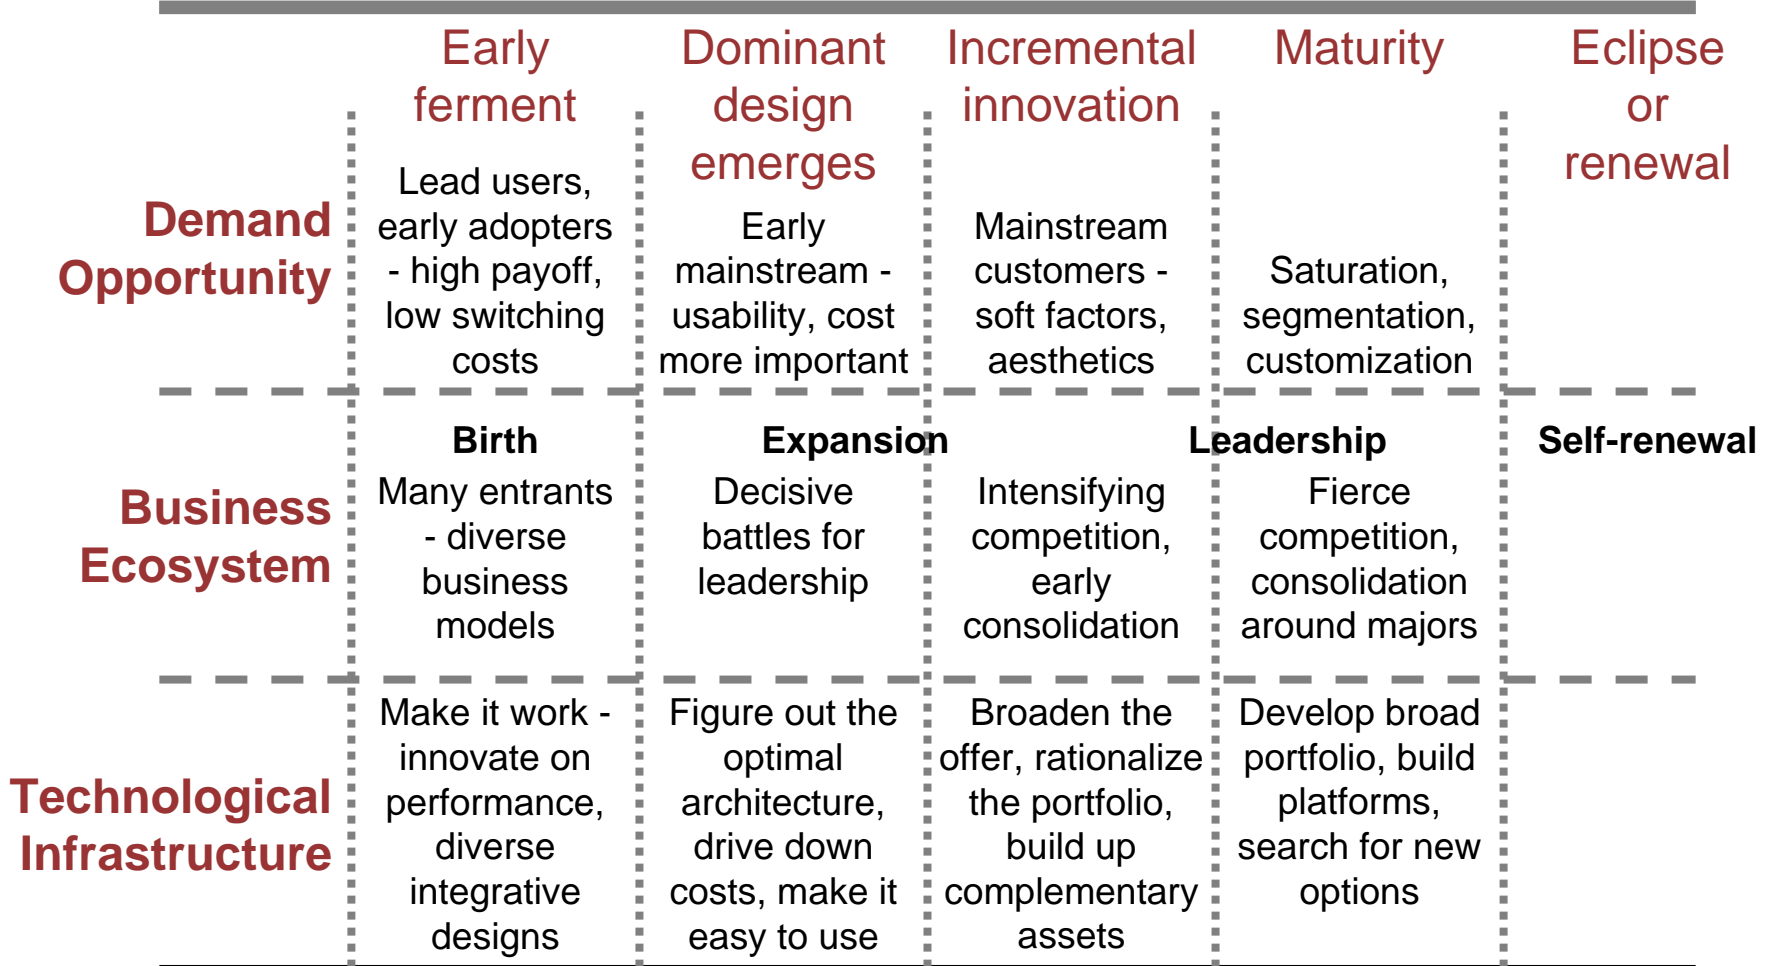 Early
ferment
Dominant
design
emerges
Incremental
innovation
Maturity
Eclipse
or
renewal
Demand
Opportunity
Lead users,
early adopters
- high payoff,
low switching
costs
Early
mainstream -
usability, cost
more important
Mainstream
customers -
soft factors,
aesthetics
Saturation,
segmentation,
customization
Business
Ecosystem
Birth
Many entrants
- diverse
business
models
Expansion
Decisive
battles for
leadership
Intensifying
competition,
early
consolidation
Leadership
Fierce
competition,
consolidation
around majors
Self-renewal
Technological
Infrastructure
Make it work -
innovate on
performance,
diverse
integrative
designs
Figure out the
optimal
architecture,
drive down
costs, make it
easy to use
Broaden the
offer, rationalize
the portfolio,
build up
complementary
assets
Develop broad
portfolio, build
platforms,
search for new
options